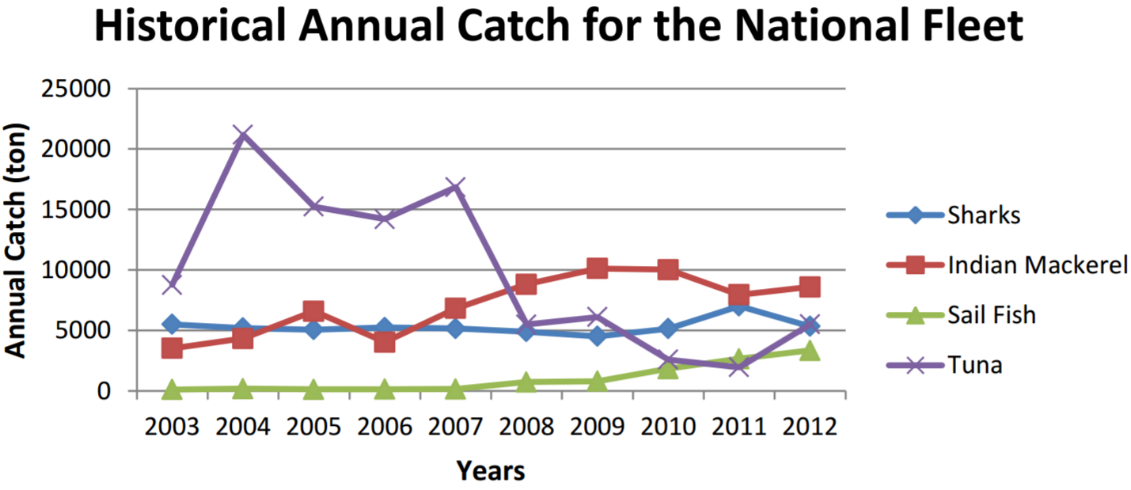 Historical Annual Catch for the National Fleet
25000
20000
15000
10000
5000
0
Annual Catch (ton)
2003 2004 2005 2006 2007 2008 2009 2010 2011 2012
Years
Sharks
Indian Mackerel
Sail Fish
Tuna